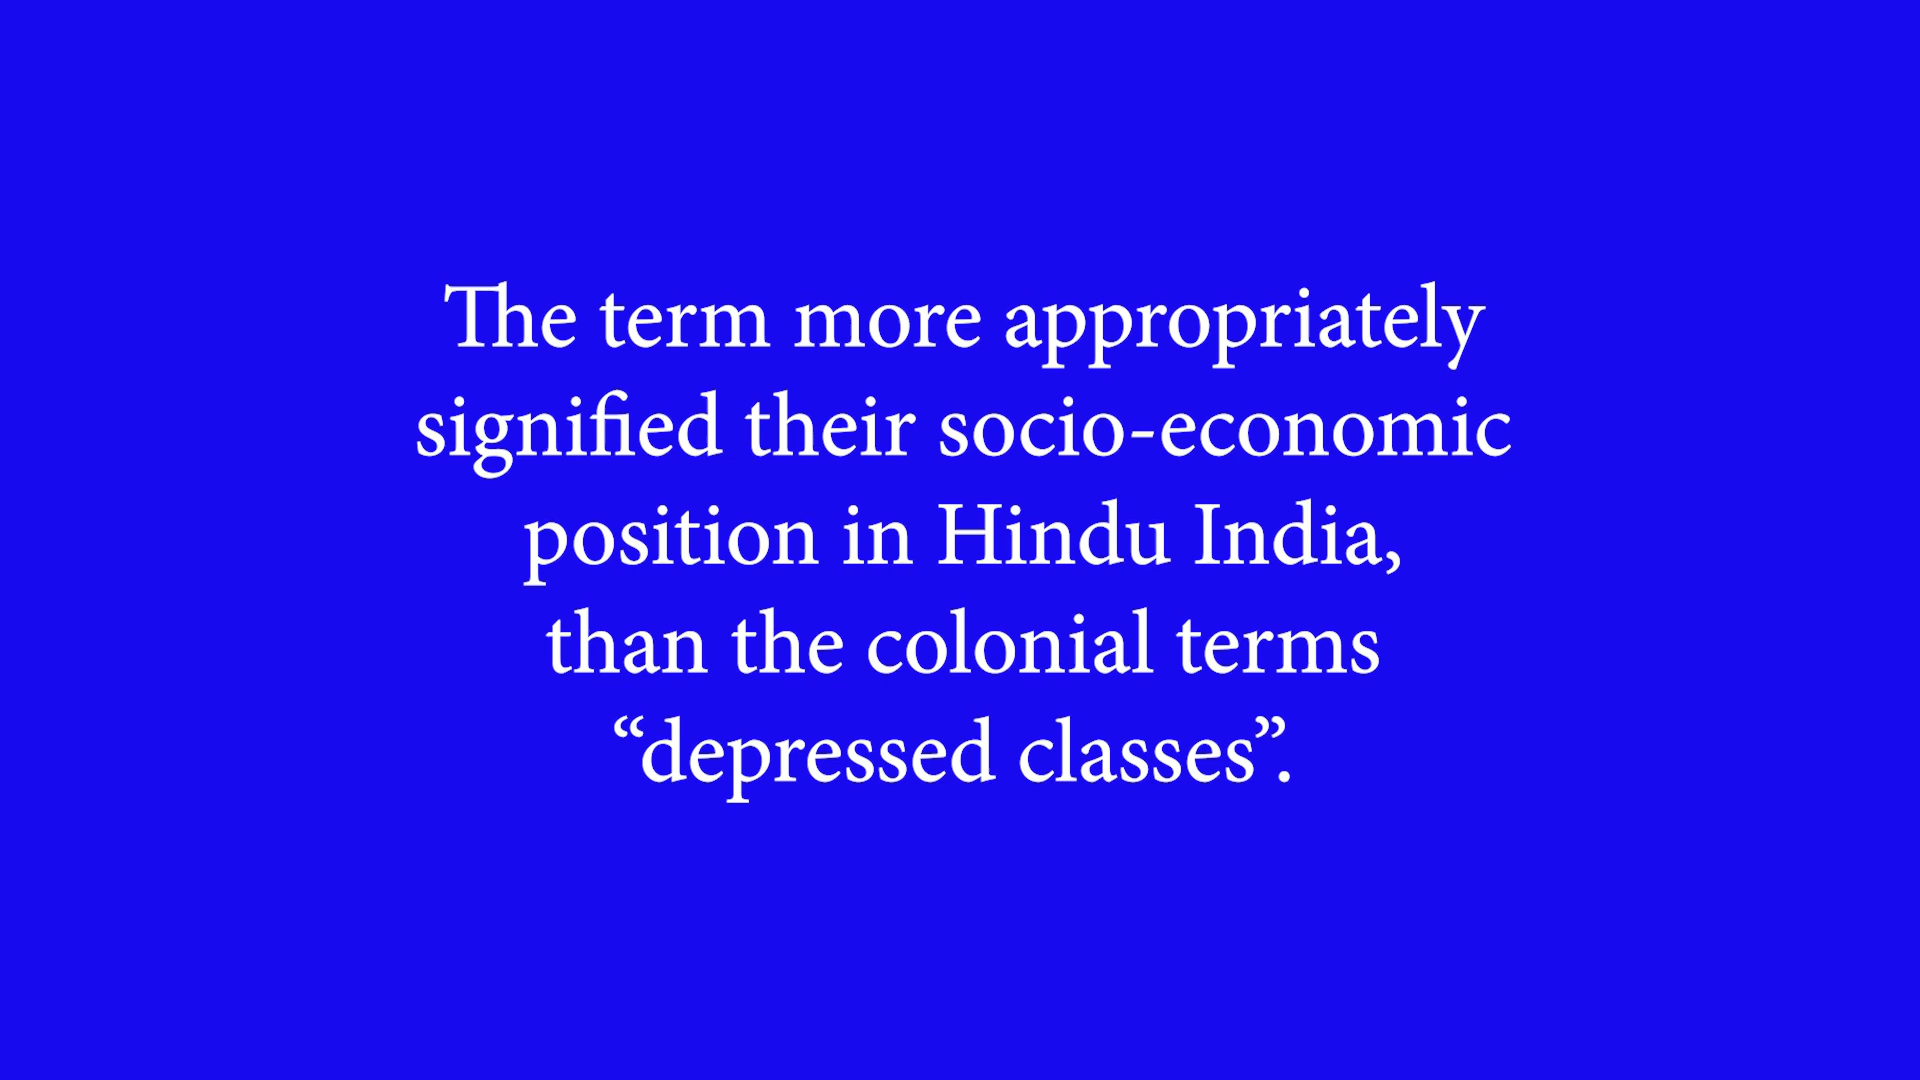 The term more appropriately
signified their socio-economic
position in Hindu India,
than the colonial terms
“depressed classes”.